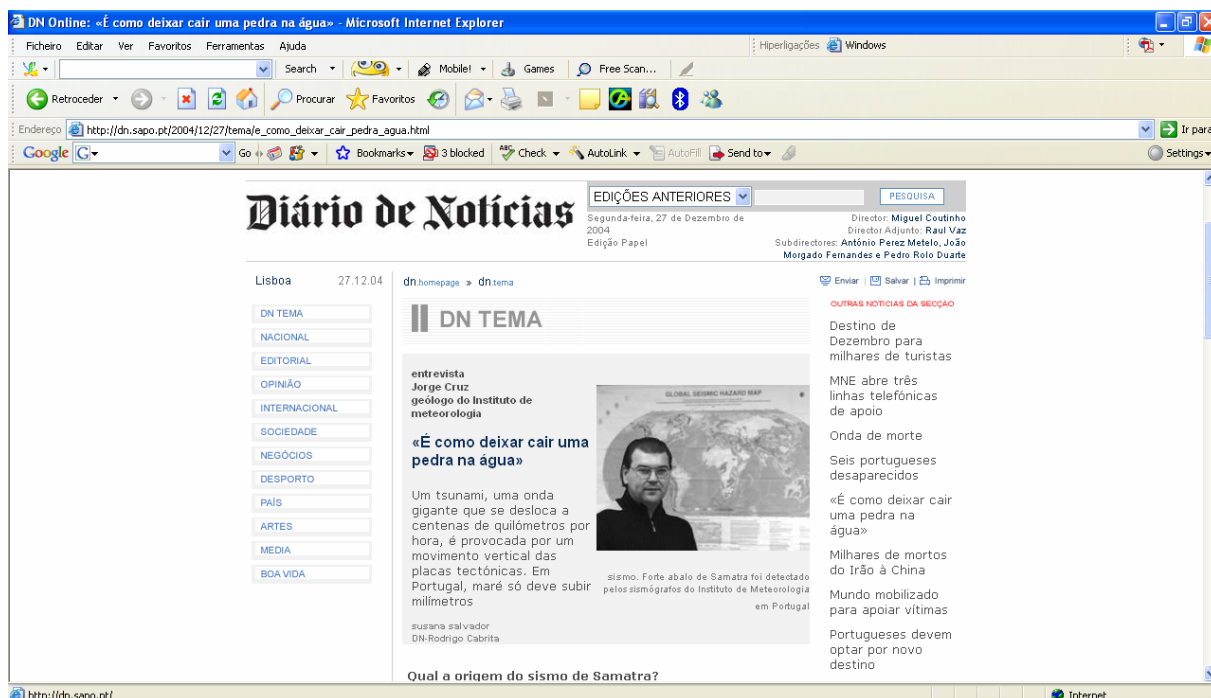 DN Online: «É como deixar cair uma pedra na água» - Microsoft Internet Explorer
Ficheiro Editar Ver Favoritos Ferramentas Ajuda Hiperligações Windows
Search Mobile! Games Free Scan...
Retroceder Procurar Favoritos
Endereço http://dn.sapo.pt/2004/12/27/tema/e_como_deixar_cair_pedra_agua.html Ir para
Google G Go Bookmarks 3 blocked ABC Check AutoLink AutoFill Send to Settings
Diário de Notícias
EDIÇÕES ANTERIORES PESQUISA
Segunda-feira, 27 de Dezembro de
2004
Edição Papel
Director: Miguel Coutinho
Director Adjunto: Raul Vaz
Subdirectores: António Perez Metelo, João
Morgado Fernandes e Pedro Rolo Duarte
Lisboa 27.12.04
DN TEMA
NACIONAL
EDITORIAL
OPINIÃO
INTERNACIONAL
SOCIEDADE
NEGÓCIOS
DESPORTO
PAÍS
ARTES
MEDIA
BOA VIDA
dn.homepage » dn.tema
Enviar | Salvar | Imprimir
DN TEMA
entrevista
Jorge Cruz
geólogo do Instituto de
meteorologia
«É como deixar cair uma
pedra na água»
Um tsunami, uma onda
gigante que se desloca a
centenas de quilómetros por
hora, é provocada por um
movimento vertical das
placas tectónicas. Em
Portugal, maré só deve subir
milímetros
susana salvador
DN-Rodrigo Cabrita
GLOBAL SEISMIC HAZARD MAP
sismo. Forte abalo de Samatra foi detectado
pelos sismógrafos do Instituto de Meteorologia
em Portugal
Qual a origem do sismo de Samatra?
OUTRAS NOTÍCIAS DA SECÇÃO
Destino de
Dezembro para
milhares de turistas
MNE abre três
linhas telefónicas
de apoio
Onda de morte
Seis portugueses
desaparecidos
«É como deixar cair
uma pedra na
água»
Milhares de mortos
do Irão à China
Mundo mobilizado
para apoiar vítimas
Portugueses devem
optar por novo
destino
http://dn.sapo.pt/ Internet